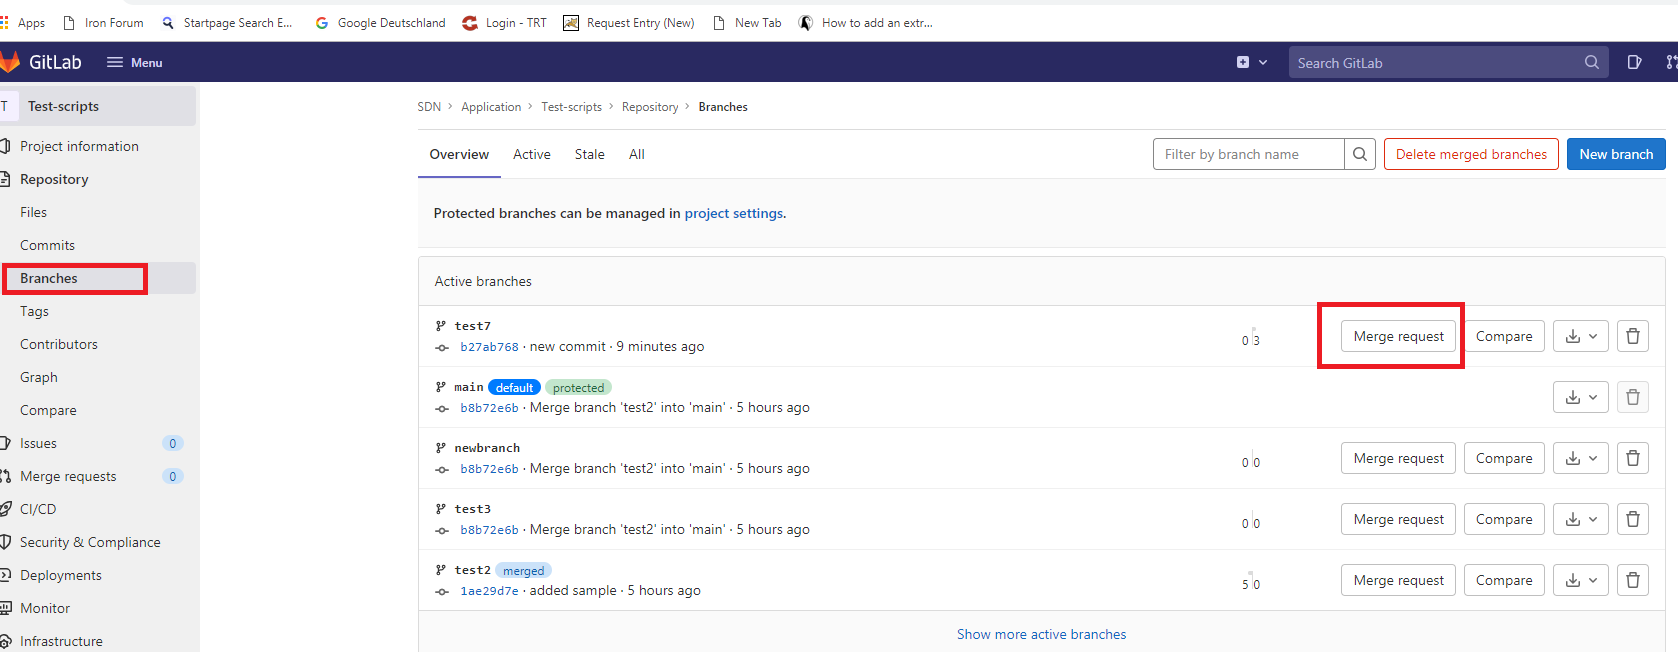 Apps Iron Forum Startpage Search E... Google Deutschland Login - TRT Request Entry (New) New Tab How to add an extr...
GitLab Menu Search GitLab
T Test-scripts
Project information
Repository
Files
Commits
Branches
Tags
Contributors
Graph
Compare
Issues 0
Merge requests 0
CI/CD
Security & Compliance
Deployments
Monitor
Infrastructure
SDN > Application > Test-scripts > Repository > Branches
Overview Active Stale All Filter by branch name Delete merged branches New branch
Protected branches can be managed in project settings.
Active branches
test7
b27ab768 · new commit · 9 minutes ago 0 3 Merge request Compare
main default protected
b8b72e6b · Merge branch 'test2' into 'main' · 5 hours ago
newbranch
b8b72e6b · Merge branch 'test2' into 'main' · 5 hours ago 0 0 Merge request Compare
test3
b8b72e6b · Merge branch 'test2' into 'main' · 5 hours ago 0 0 Merge request Compare
test2 merged
1ae29d7e · added sample · 5 hours ago 5 0 Merge request Compare
Show more active branches